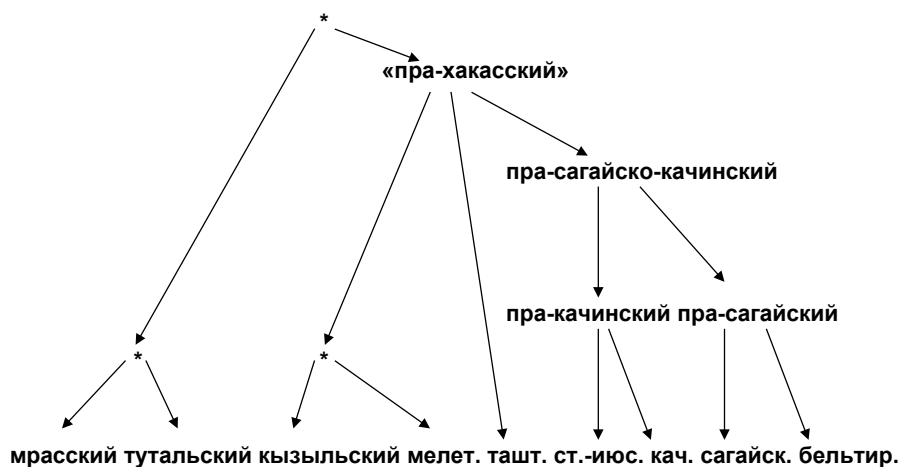 *
«пра-хакасский»
пра-сагайско-качинский
пра-качинский пра-сагайский
* *
мрасский тутальский кызыльский мелет. ташт. ст.-июс. кач. сагайск. бельтир.